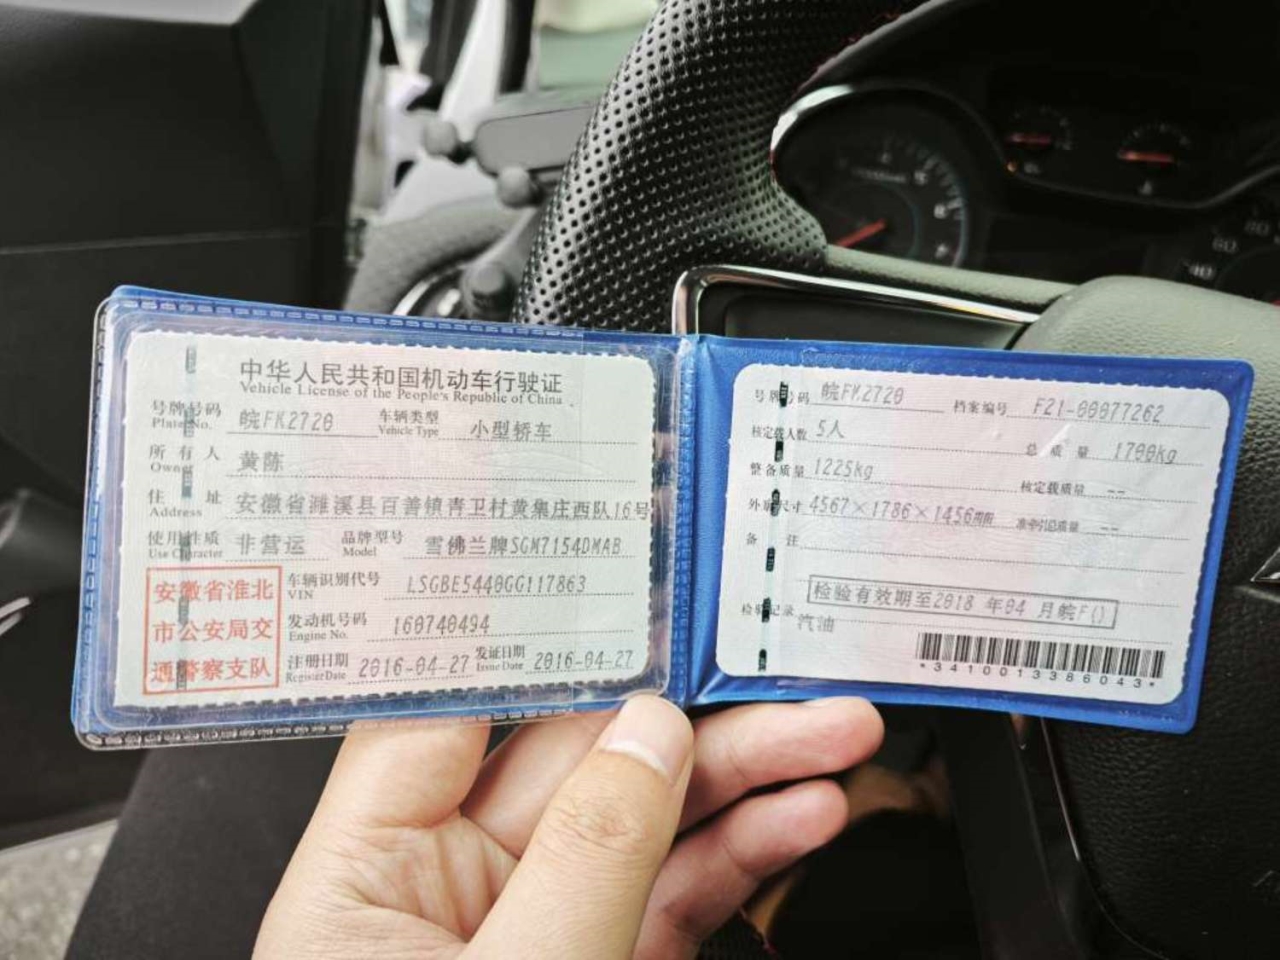 中华人民共和国机动车行驶证
Vehicle License of the People's Republic of China
号牌号码 皖FK2720 车辆类型 小型轿车
Plate No. Vehicle Type
所有人 黄陈
Owner
住址 安徽省濉溪县百善镇青卫村黄集庄西队16号
Address
使用性质 非营运 品牌型号 雪佛兰牌SGM7154DMAB
Use Character Model
安徽省淮北
市公安局交
通警察支队
车辆识别代号 LSGBE5440GG117863
VIN
发动机号码 160740494
Engine No.
注册日期 2016-04-27 发证日期 2016-04-27
Register Date Issue Date
号牌号码 皖FK2720 档案编号 F21-00077262
核定载人数 5人 总质量 1700kg
整备质量 1225kg 核定载质量 --
外廓尺寸 4567×1786×1456mm 准牵引总质量 --
备注
检验有效期至2018年04月皖F()
检验记录 汽油
*3410013386043*
60
40